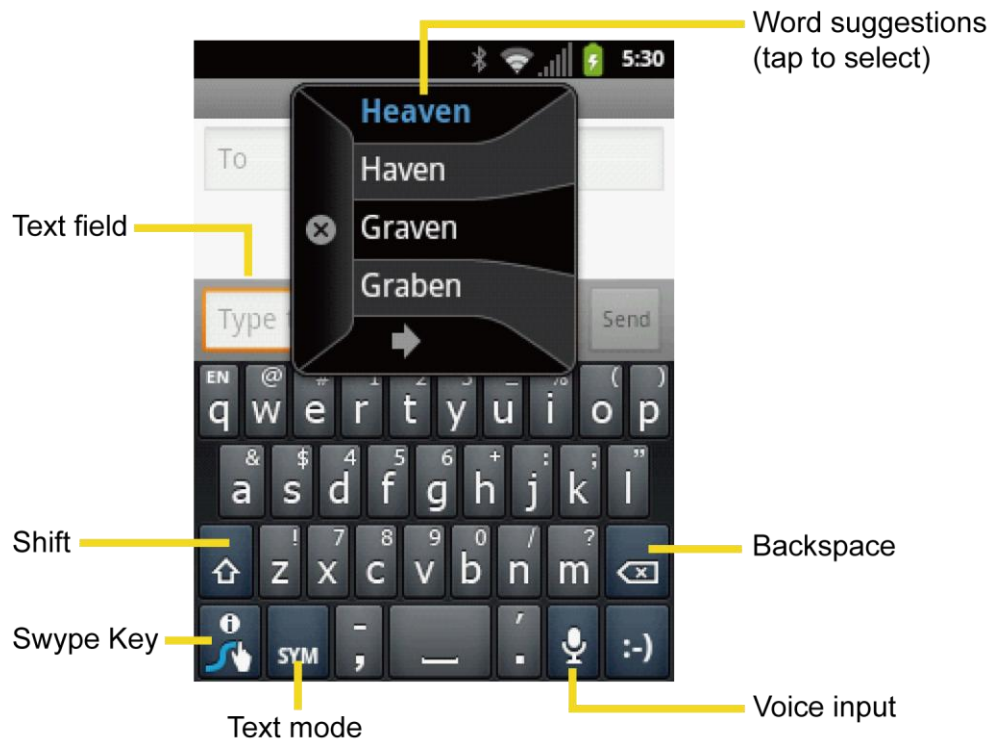 Word suggestions
(tap to select)
5:30
Heaven
To
Haven
Text field
Graven
Graben
Type
Send
EN @ # 1 2 3 _ % ( )
q w e r t y u i o p
& $ 4 5 6 + : ; "
a s d f g h j k l
Shift
! 7 8 9 0 / ?
z x c v b n m
Backspace
Swype Key
- '
SYM , . :-)
Text mode
Voice input